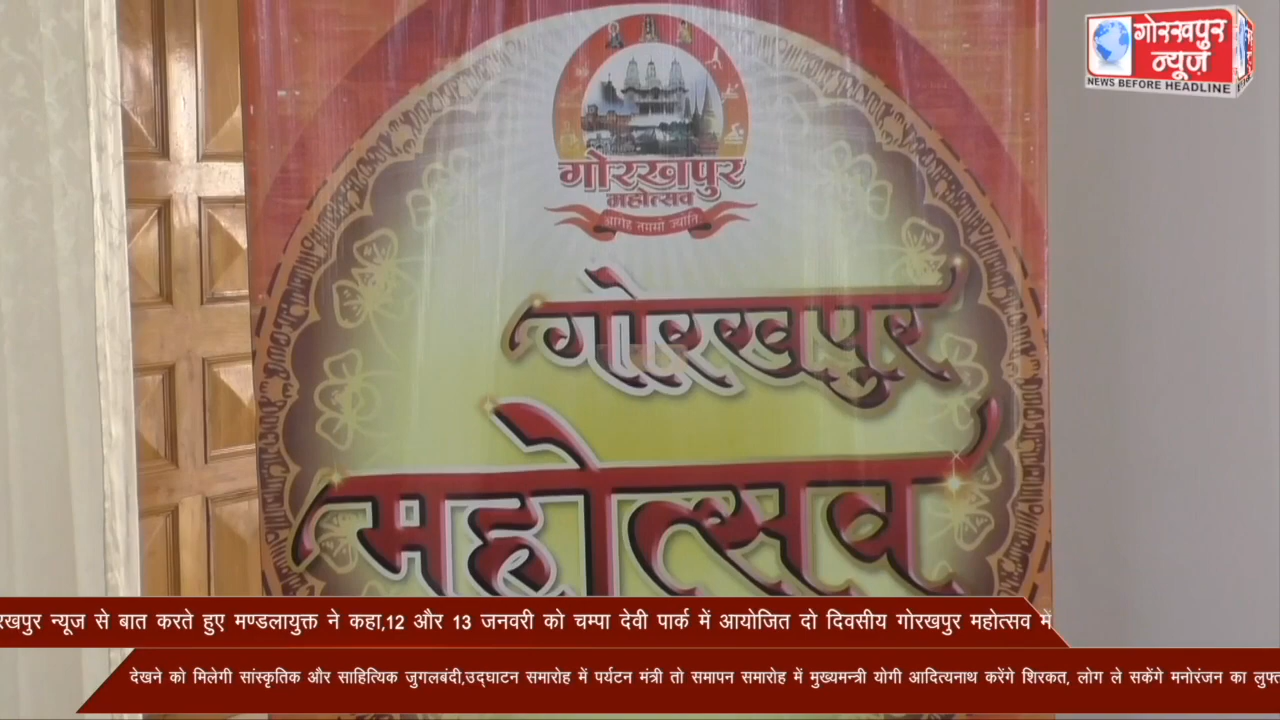 गोरखपुर
न्यूज़
NEWS BEFORE HEADLINE
गोरखपुर
महोत्सव
तमसो ज्योति
गोरखपुर
महोत्सव
न्यूज से बात करते हुए मण्डलायुक्त ने कहा,12 और 13 जनवरी को चम्पा देवी पार्क में आयोजित दो दिवसीय गोरखपुर महोत्सव में
देखने को मिलेगी सांस्कृतिक और साहित्यिक जुगलबंदी,उद्घाटन समारोह में पर्यटन मंत्री तो समापन समारोह में मुख्यमन्त्री योगी आदित्यनाथ करेंगे शिरकत, लोग ले सकेंगे मनोरंजन का लुफ्त